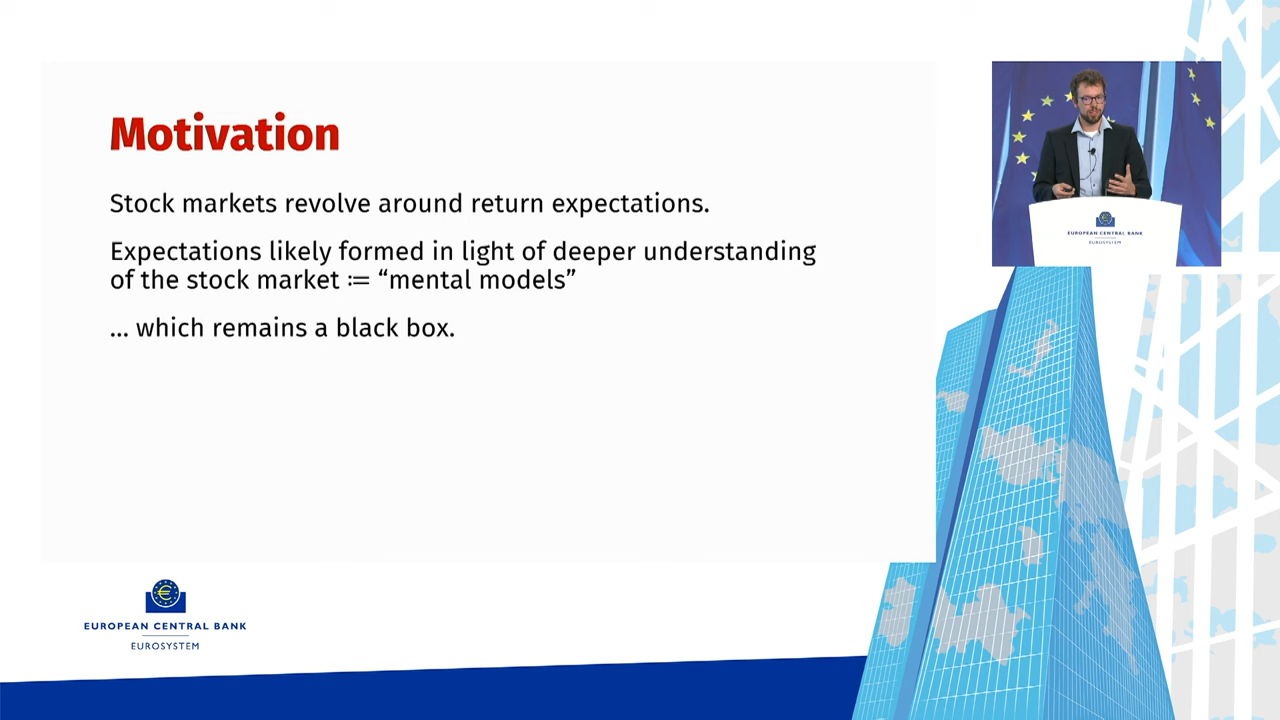 Motivation
Stock markets revolve around return expectations.
Expectations likely formed in light of deeper understanding
of the stock market ≔ “mental models”
... which remains a black box.
EUROPEAN CENTRAL BANK
EUROSYSTEM
EUROPEAN CENTRAL BANK
EUROSYSTEM